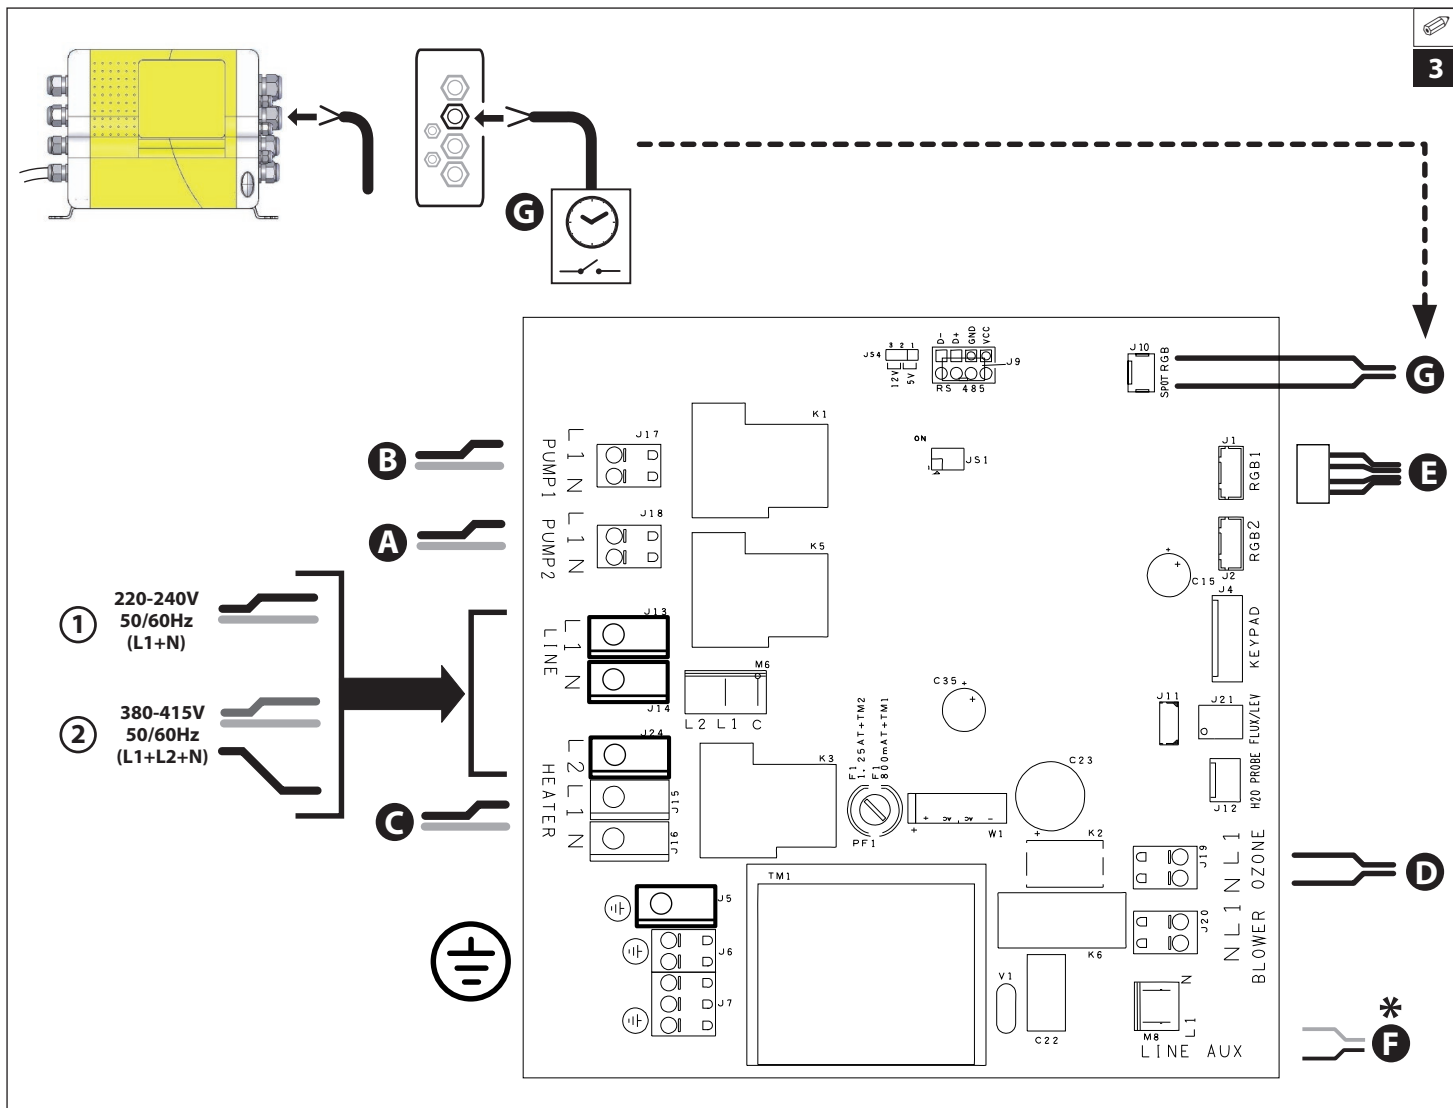 3
G
D-
D+
GND
VCC
JS4
3 2 1
12V
5V
J9
RS 485
J10
SPOT RGB
G
ON
JS1
B
PUMP1
L1 N
J17
K1
J1
RGB1
E
A
PUMP2
L1 N
J18
K5
RGB2
J2
C15
J4
KEYPAD
1
220-240V
50/60Hz
(L1+N)
2
380-415V
50/60Hz
(L1+L2+N)
LINE
L1 N
J13
J14
M6
L2 L1 C
C35
J11
J21
FLUX/LEV
J12
H2O PROBE
HEATER
L2 L1 N
J24
J15
J16
C
K3
F1
1.25AT+TM2
F1
800mAT+TM1
PF1
+ AC AC -
W1
C23
K2
J19
OZONE
N L1
D
J20
BLOWER
N L1
K6
TM1
J5
J6
J7
V1
C22
M8
N
L1
LINE AUX
*
F